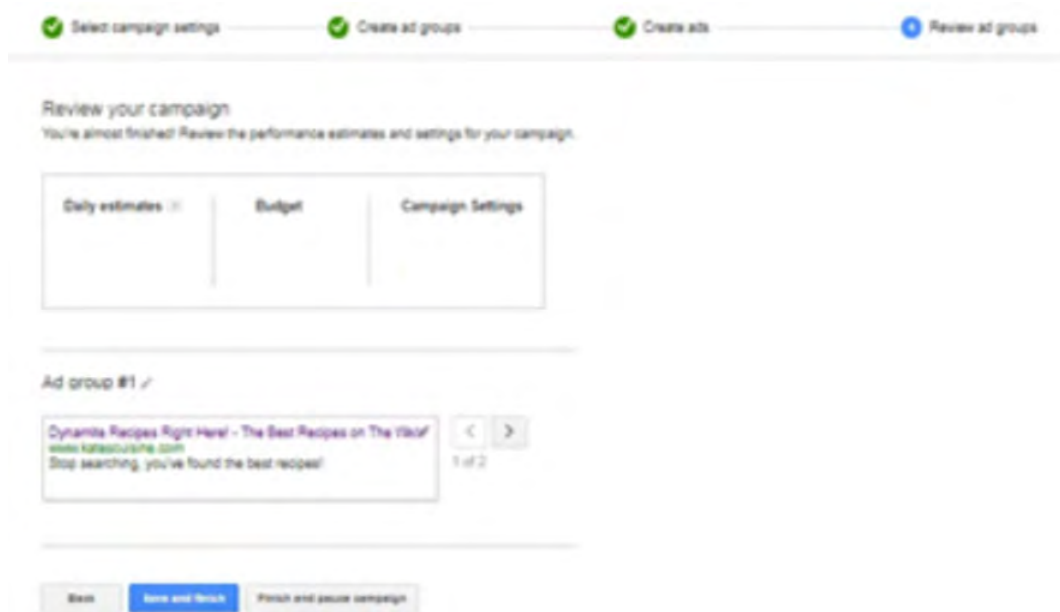 Select campaign settings
Create ad groups
Create ads
Review ad groups
Review your campaign
You're almost finished! Review the performance estimates and settings for your campaign.
Daily estimates
Budget
Campaign Settings
Ad group #1
Dynamite Recipes Right Here! - The Best Recipes on The
www.katescuisine.com
Stop searching, you've found the best recipes!
1 of 2
Back
Save and finish
Finish and pause campaign